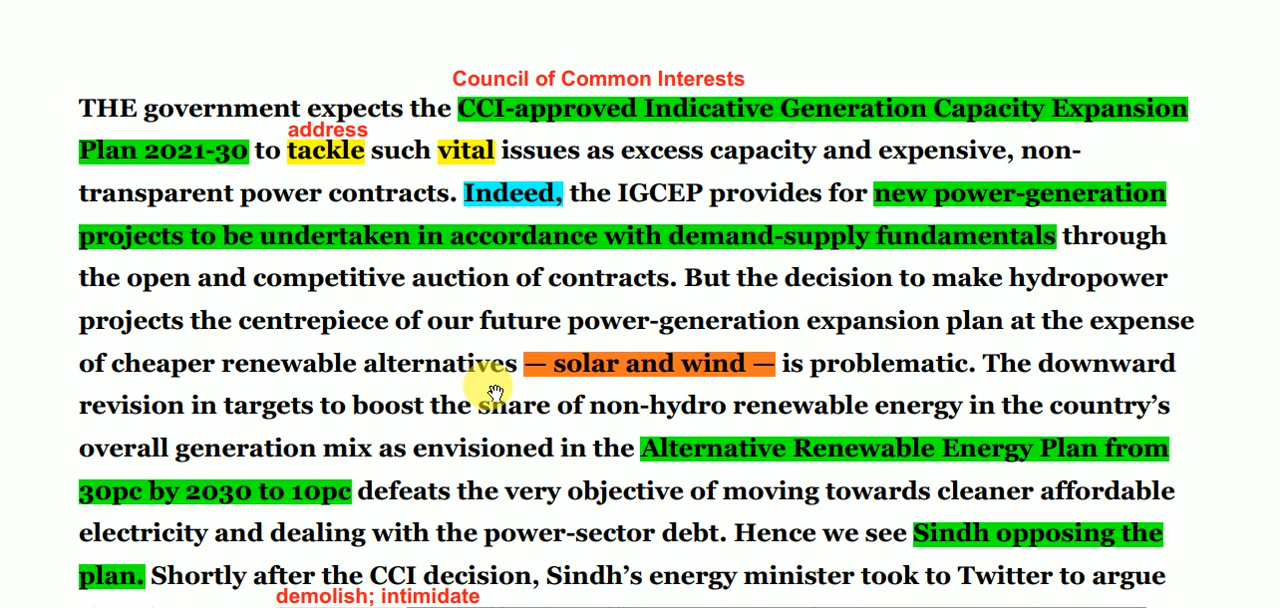 Council of Common Interests
THE government expects the CCI-approved Indicative Generation Capacity Expansion
address
Plan 2021-30 to tackle such vital issues as excess capacity and expensive, non-
transparent power contracts. Indeed, the IGCEP provides for new power-generation
projects to be undertaken in accordance with demand-supply fundamentals through
the open and competitive auction of contracts. But the decision to make hydropower
projects the centrepiece of our future power-generation expansion plan at the expense
of cheaper renewable alternatives — solar and wind — is problematic. The downward
revision in targets to boost the share of non-hydro renewable energy in the country's
overall generation mix as envisioned in the Alternative Renewable Energy Plan from
30pc by 2030 to 10pc defeats the very objective of moving towards cleaner affordable
electricity and dealing with the power-sector debt. Hence we see Sindh opposing the
plan. Shortly after the CCI decision, Sindh's energy minister took to Twitter to argue
demolish; intimidate